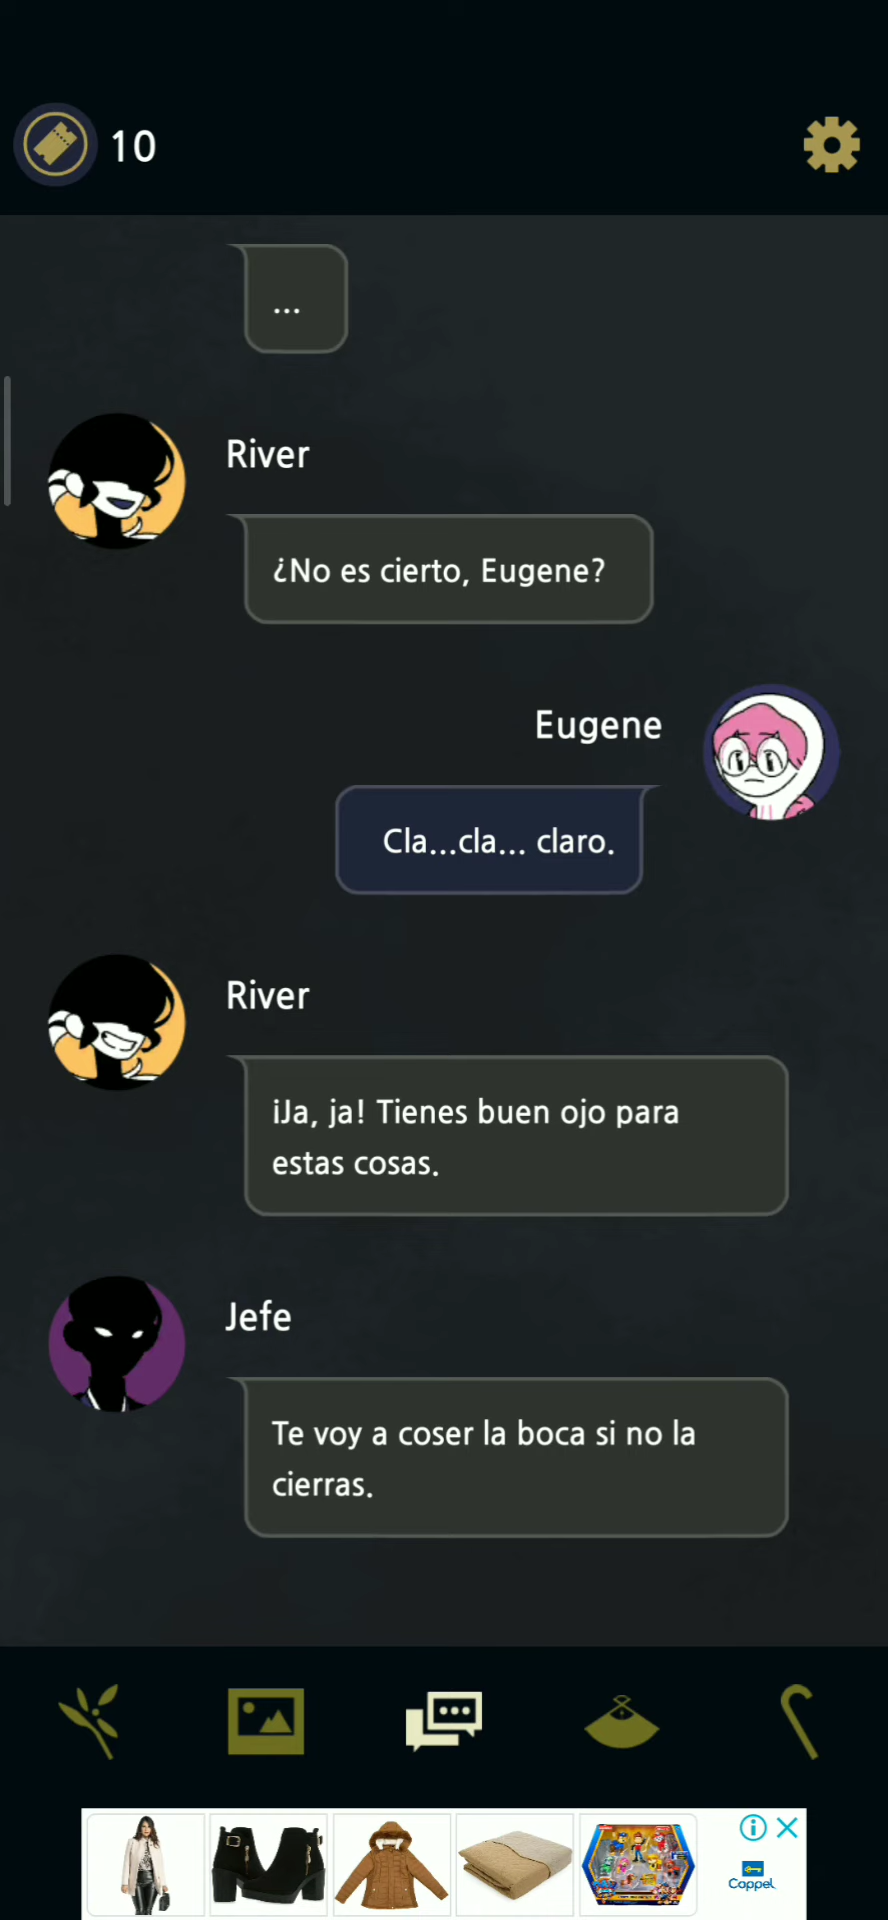 10
...
River
¿No es cierto, Eugene?
Eugene
Cla...cla... claro.
River
¡Ja, ja! Tienes buen ojo para
estas cosas.
Jefe
Te voy a coser la boca si no la
cierras.
Coppel